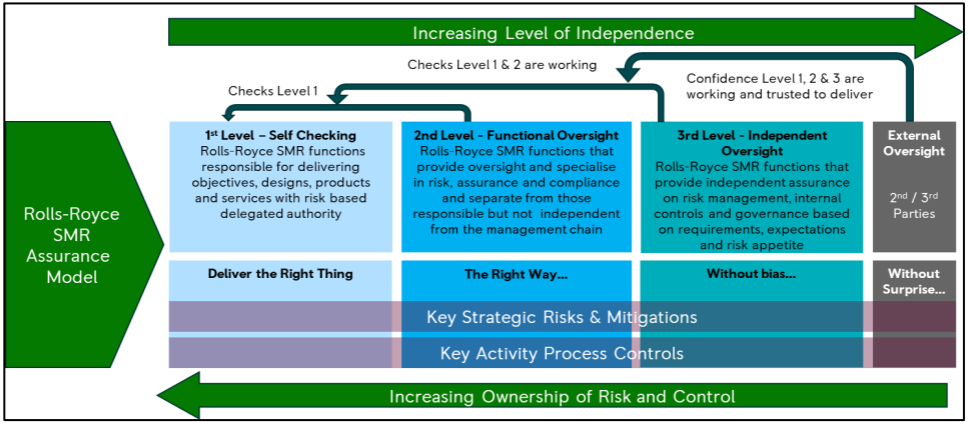 Increasing Level of Independence
Checks Level 1 & 2 are working
Confidence Level 1, 2 & 3 are
working and trusted to deliver
Checks Level 1
Rolls-Royce
SMR
Assurance
Model
1st Level – Self Checking
Rolls-Royce SMR functions
responsible for delivering
objectives, designs, products
and services with risk based
delegated authority
2nd Level - Functional Oversight
Rolls-Royce SMR functions that
provide oversight and specialise
in risk, assurance and compliance
and separate from those
responsible but not independent
from the management chain
3rd Level - Independent
Oversight
Rolls-Royce SMR functions that
provide independent assurance
on risk management, internal
controls and governance based
on requirements, expectations
and risk appetite
External
Oversight
2nd / 3rd
Parties
Deliver the Right Thing
The Right Way...
Without bias...
Without
Surprise...
Key Strategic Risks & Mitigations
Key Activity Process Controls
Increasing Ownership of Risk and Control